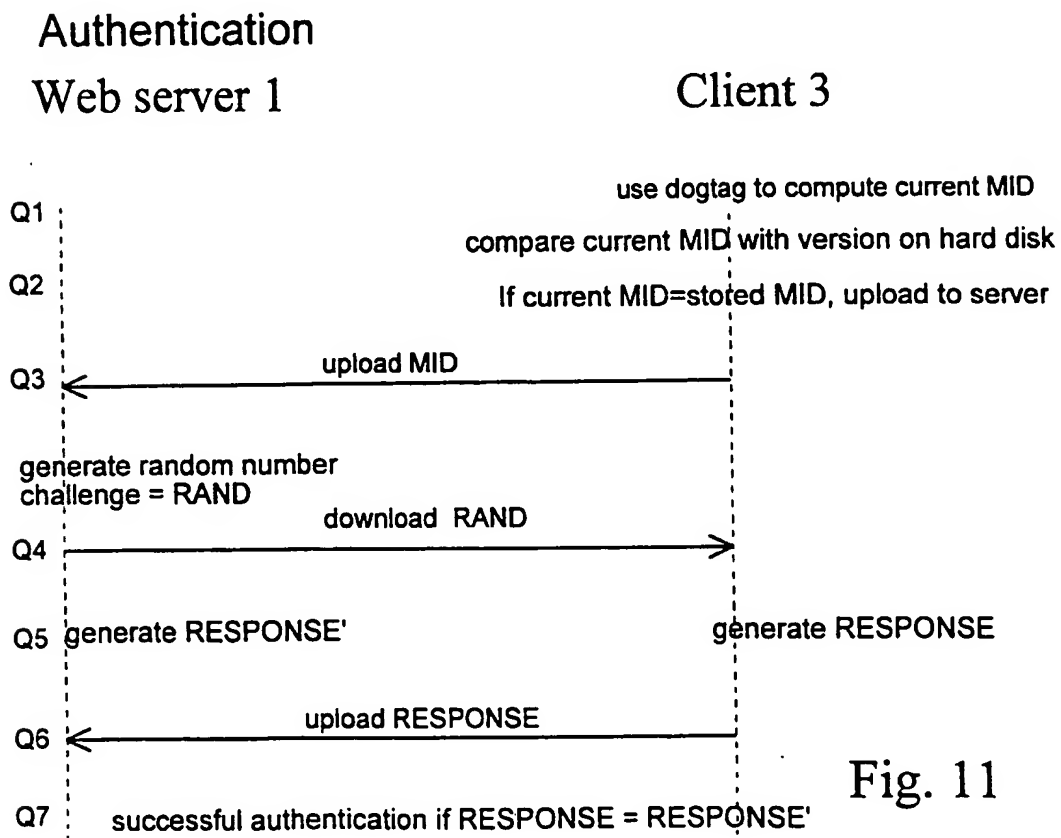 Authentication
Web server 1
Client 3
use dogtag to compute current MID
Q1
compare current MID with version on hard disk
Q2
If current MID=stored MID, upload to server
upload MID
Q3
generate random number
challenge = RAND
download RAND
Q4
Q5
generate RESPONSE'
generate RESPONSE
upload RESPONSE
Q6
Fig. 11
Q7
successful authentication if RESPONSE = RESPONSE'